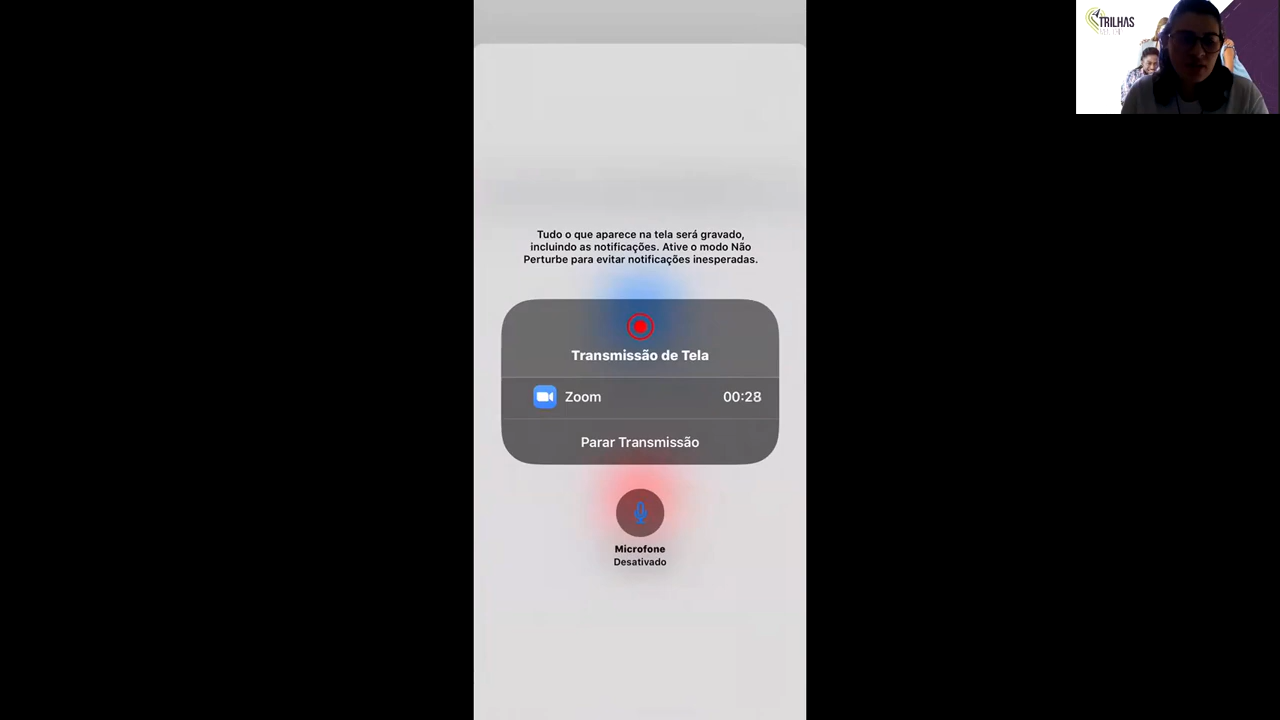 TRILHAS
Tudo o que aparece na tela será gravado,
incluindo as notificações. Ative o modo Não
Perturbe para evitar notificações inesperadas.
Transmissão de Tela
Zoom 00:28
Parar Transmissão
Microfone
Desativado